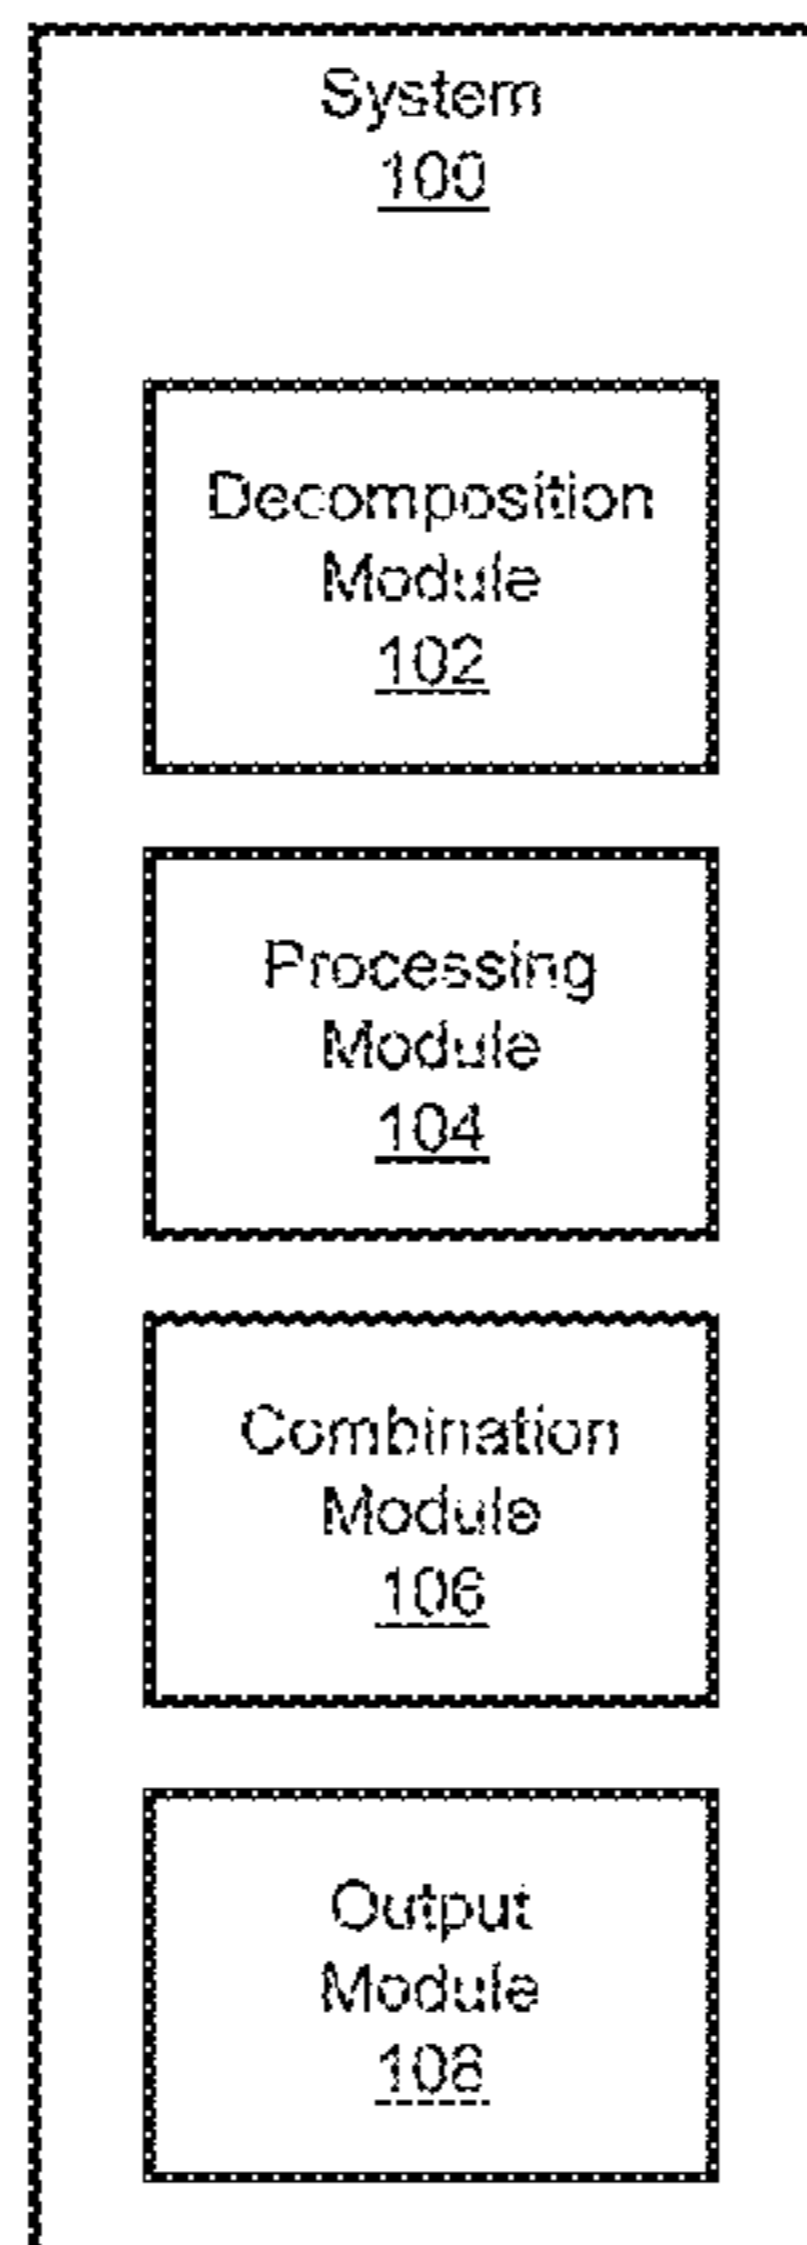 System
100
Decomposition
Module
102
Processing
Module
104
Combination
Module
106
Output
Module
108